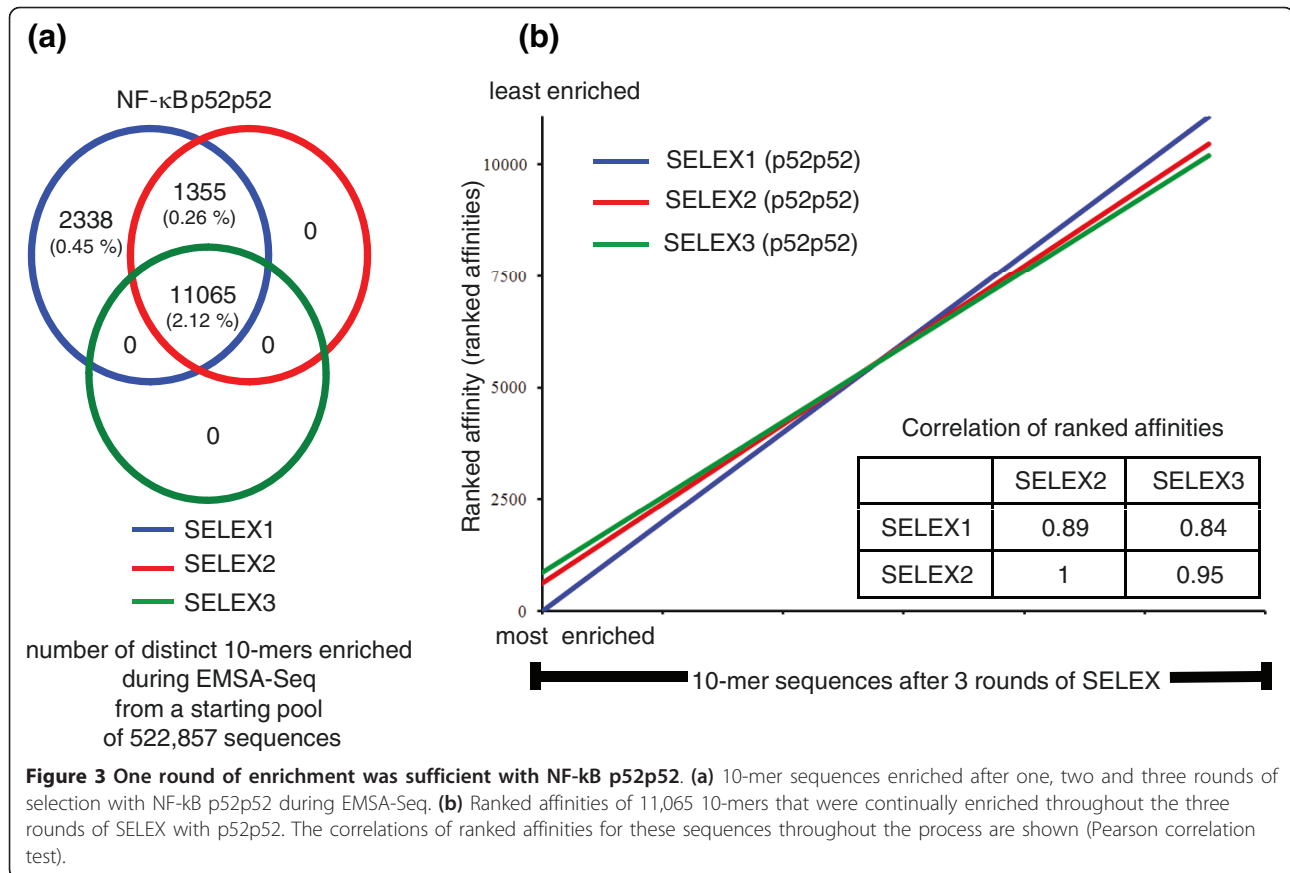 (a)
NF-κBp52p52
1355
(0.26 %)
2338
(0.45 %)
0
11065
(2.12 %)
0
0
0
SELEX1
SELEX2
SELEX3
number of distinct 10-mers enriched
during EMSA-Seq
from a starting pool
of 522,857 sequences
(b)
least enriched
10000
7500
5000
2500
0
Ranked affinity (ranked affinities)
SELEX1 (p52p52)
SELEX2 (p52p52)
SELEX3 (p52p52)
Correlation of ranked affinities
SELEX2 SELEX3
SELEX1 0.89 0.84
SELEX2 1 0.95
most enriched
10-mer sequences after 3 rounds of SELEX
Figure 3 One round of enrichment was sufficient with NF-kB p52p52. (a) 10-mer sequences enriched after one, two and three rounds of
selection with NF-kB p52p52 during EMSA-Seq. (b) Ranked affinities of 11,065 10-mers that were continually enriched throughout the three
rounds of SELEX with p52p52. The correlations of ranked affinities for these sequences throughout the process are shown (Pearson correlation
test).